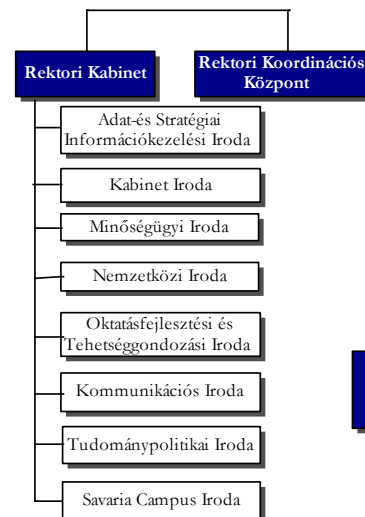 Rektori Kabinet
Rektori Koordinációs
Központ
Adat-és Stratégiai
Információkezelési Iroda
Kabinet Iroda
Minőségügyi Iroda
Nemzetközi Iroda
Oktatásfejlesztési és
Tehetséggondozási Iroda
Kommunikációs Iroda
Tudománypolitikai Iroda
Savaria Campus Iroda